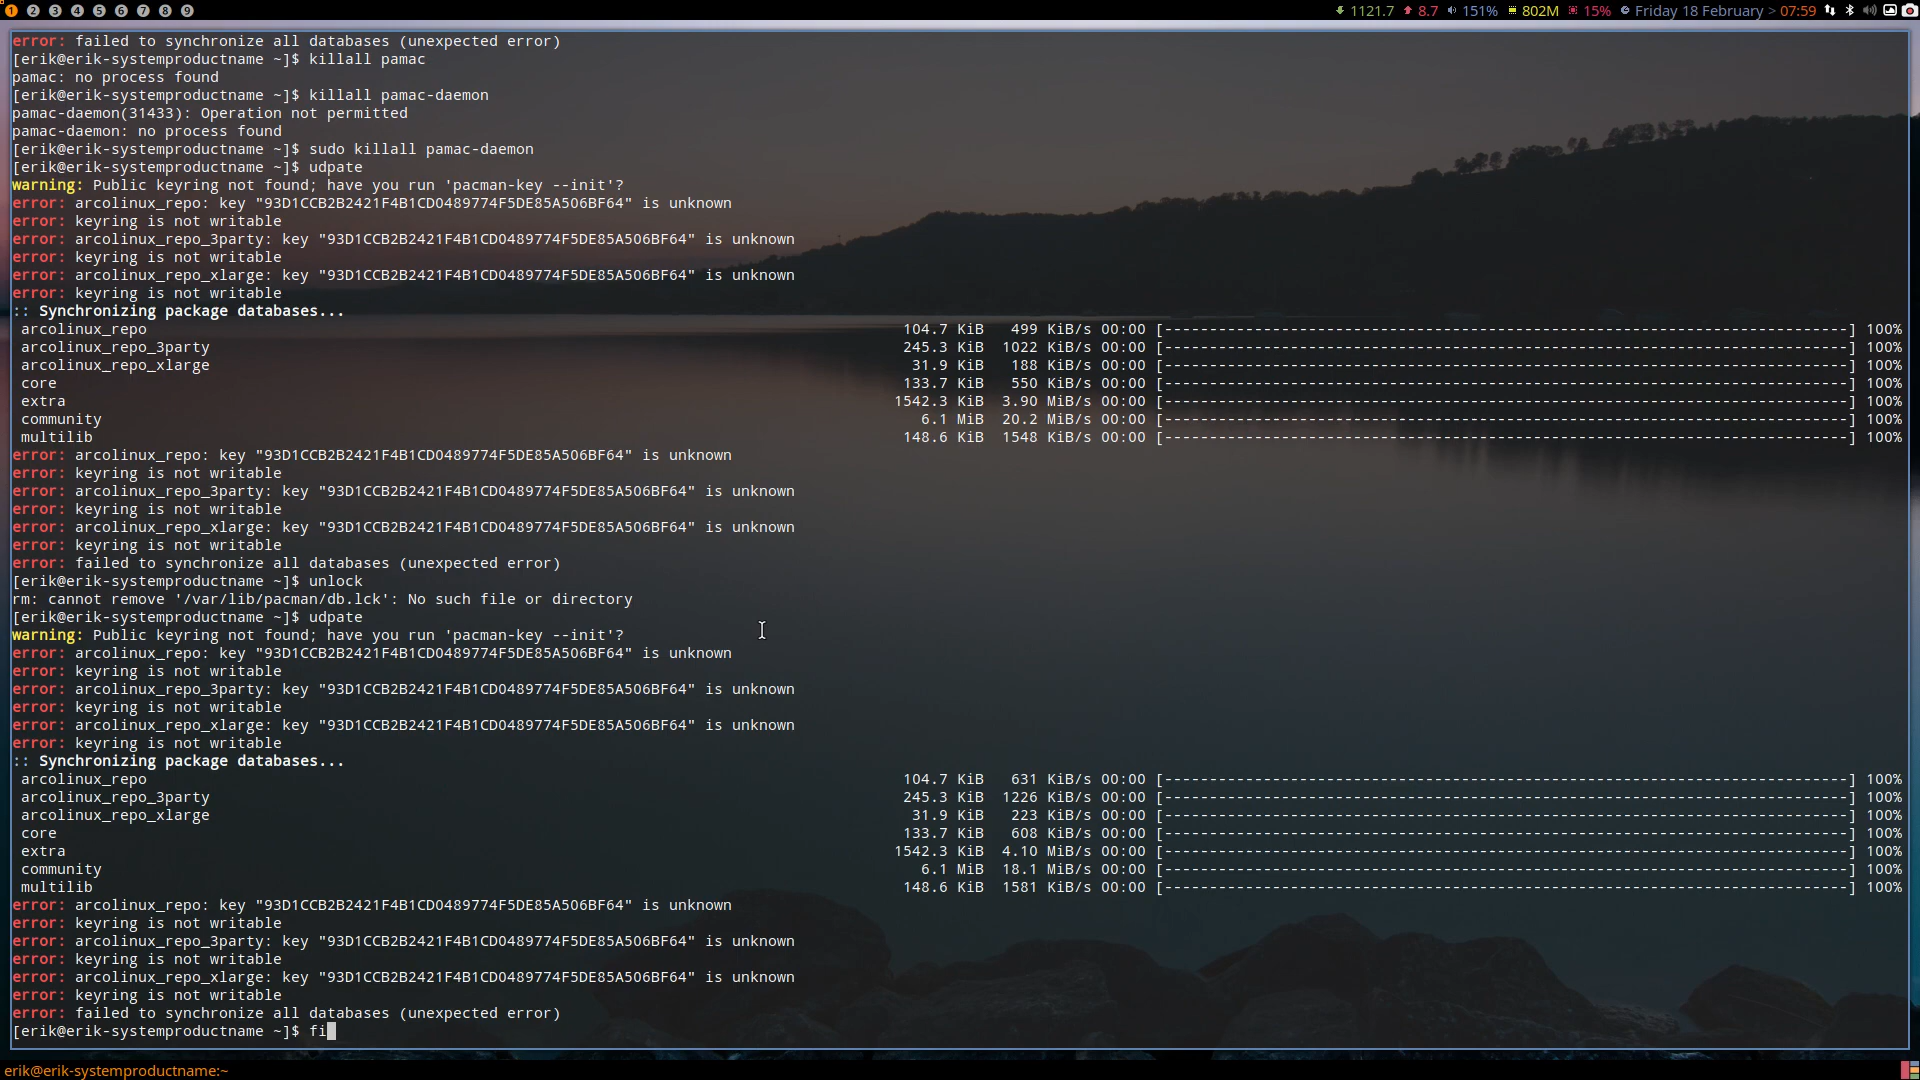 1 2 3 4 5 6 7 8 9 1121.7 8.7 151% 802M 15% Friday 18 February > 07:59
error: failed to synchronize all databases (unexpected error)
[erik@erik-systemproductname ~]$ killall pamac
pamac: no process found
[erik@erik-systemproductname ~]$ killall pamac-daemon
pamac-daemon(31433): Operation not permitted
pamac-daemon: no process found
[erik@erik-systemproductname ~]$ sudo killall pamac-daemon
[erik@erik-systemproductname ~]$ udpate
warning: Public keyring not found; have you run 'pacman-key --init'?
error: arcolinux_repo: key "93D1CCB2B2421F4B1CD0489774F5DE85A506BF64" is unknown
error: keyring is not writable
error: arcolinux_repo_3party: key "93D1CCB2B2421F4B1CD0489774F5DE85A506BF64" is unknown
error: keyring is not writable
error: arcolinux_repo_xlarge: key "93D1CCB2B2421F4B1CD0489774F5DE85A506BF64" is unknown
error: keyring is not writable
:: Synchronizing package databases...
arcolinux_repo 104.7 KiB 499 KiB/s 00:00 [----------------------------------------------------------------------------] 100%
arcolinux_repo_3party 245.3 KiB 1022 KiB/s 00:00 [----------------------------------------------------------------------------] 100%
arcolinux_repo_xlarge 31.9 KiB 188 KiB/s 00:00 [----------------------------------------------------------------------------] 100%
core 133.7 KiB 550 KiB/s 00:00 [----------------------------------------------------------------------------] 100%
extra 1542.3 KiB 3.90 MiB/s 00:00 [----------------------------------------------------------------------------] 100%
community 6.1 MiB 20.2 MiB/s 00:00 [----------------------------------------------------------------------------] 100%
multilib 148.6 KiB 1548 KiB/s 00:00 [----------------------------------------------------------------------------] 100%
error: arcolinux_repo: key "93D1CCB2B2421F4B1CD0489774F5DE85A506BF64" is unknown
error: keyring is not writable
error: arcolinux_repo_3party: key "93D1CCB2B2421F4B1CD0489774F5DE85A506BF64" is unknown
error: keyring is not writable
error: arcolinux_repo_xlarge: key "93D1CCB2B2421F4B1CD0489774F5DE85A506BF64" is unknown
error: keyring is not writable
error: failed to synchronize all databases (unexpected error)
[erik@erik-systemproductname ~]$ unlock
rm: cannot remove '/var/lib/pacman/db.lck': No such file or directory
[erik@erik-systemproductname ~]$ udpate
warning: Public keyring not found; have you run 'pacman-key --init'?
error: arcolinux_repo: key "93D1CCB2B2421F4B1CD0489774F5DE85A506BF64" is unknown
error: keyring is not writable
error: arcolinux_repo_3party: key "93D1CCB2B2421F4B1CD0489774F5DE85A506BF64" is unknown
error: keyring is not writable
error: arcolinux_repo_xlarge: key "93D1CCB2B2421F4B1CD0489774F5DE85A506BF64" is unknown
error: keyring is not writable
:: Synchronizing package databases...
arcolinux_repo 104.7 KiB 631 KiB/s 00:00 [----------------------------------------------------------------------------] 100%
arcolinux_repo_3party 245.3 KiB 1226 KiB/s 00:00 [----------------------------------------------------------------------------] 100%
arcolinux_repo_xlarge 31.9 KiB 223 KiB/s 00:00 [----------------------------------------------------------------------------] 100%
core 133.7 KiB 608 KiB/s 00:00 [----------------------------------------------------------------------------] 100%
extra 1542.3 KiB 4.10 MiB/s 00:00 [----------------------------------------------------------------------------] 100%
community 6.1 MiB 18.1 MiB/s 00:00 [----------------------------------------------------------------------------] 100%
multilib 148.6 KiB 1581 KiB/s 00:00 [----------------------------------------------------------------------------] 100%
error: arcolinux_repo: key "93D1CCB2B2421F4B1CD0489774F5DE85A506BF64" is unknown
error: keyring is not writable
error: arcolinux_repo_3party: key "93D1CCB2B2421F4B1CD0489774F5DE85A506BF64" is unknown
error: keyring is not writable
error: arcolinux_repo_xlarge: key "93D1CCB2B2421F4B1CD0489774F5DE85A506BF64" is unknown
error: keyring is not writable
error: failed to synchronize all databases (unexpected error)
[erik@erik-systemproductname ~]$ fi
erik@erik-systemproductname:~